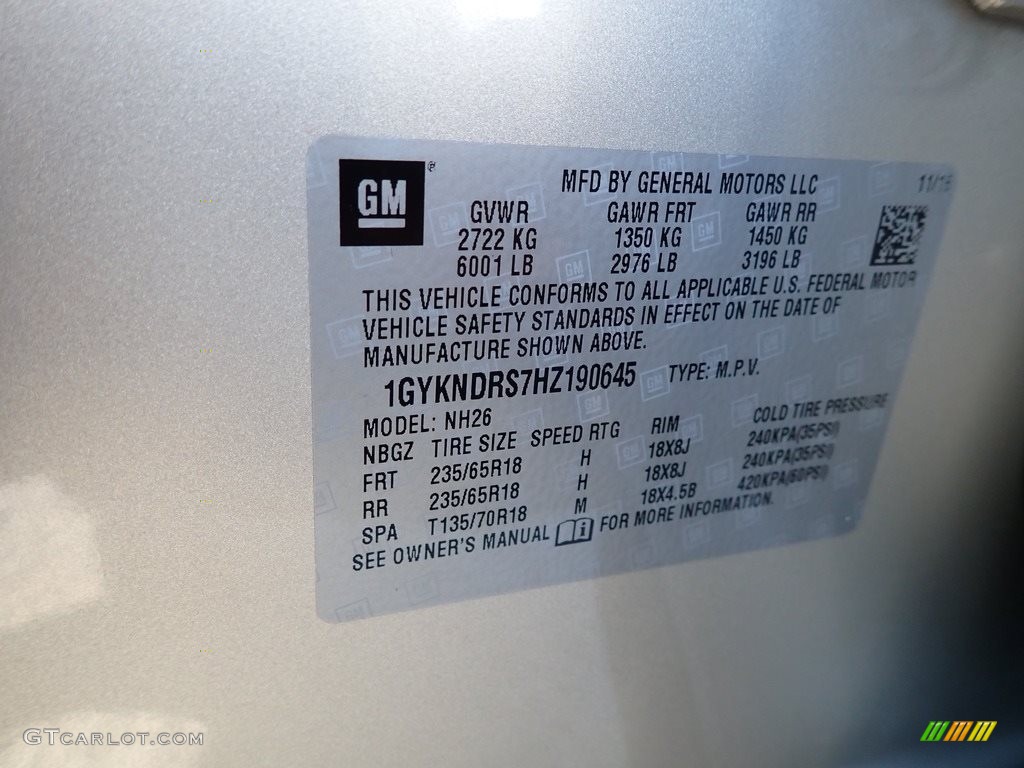 GM
MFD BY GENERAL MOTORS LLC 11/16
GVWR GAWR FRT GAWR RR
2722 KG 1350 KG 1450 KG
6001 LB 2976 LB 3196 LB
THIS VEHICLE CONFORMS TO ALL APPLICABLE U.S. FEDERAL MOTOR
VEHICLE SAFETY STANDARDS IN EFFECT ON THE DATE OF
MANUFACTURE SHOWN ABOVE.
1GYKNDRS7HZ190645 TYPE: M.P.V.
MODEL: NH26
NBGZ TIRE SIZE SPEED RTG RIM COLD TIRE PRESSURE
FRT 235/65R18 H 18X8J 240KPA(35PSI)
RR 235/65R18 H 18X8J 240KPA(35PSI)
SPA T135/70R18 M 18X4.5B 420KPA(60PSI)
SEE OWNER'S MANUAL FOR MORE INFORMATION.
GTCARLOT.COM